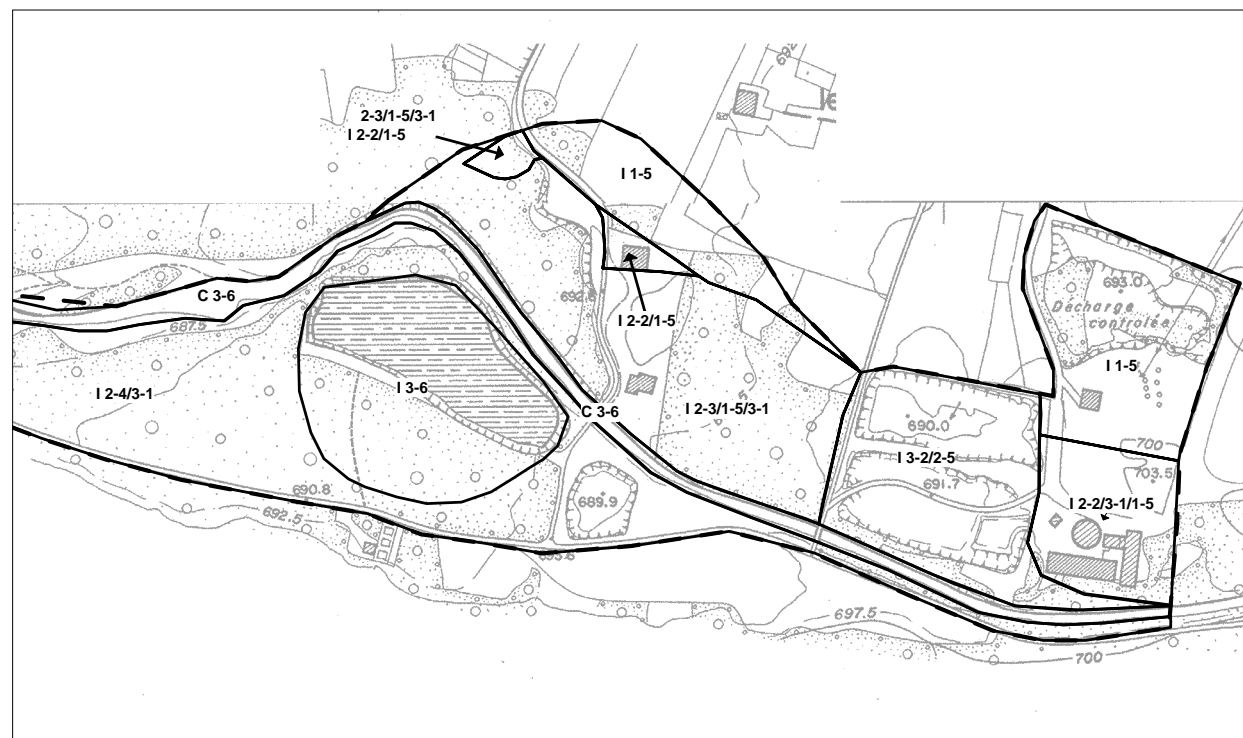 692
le
2-3/1-5/3-1
I 2-2/1-5
I 1-5
693.0
Décharge
contrôlée
C 3-6
687.5
I 2-2/1-5
I 1-5
I 2-4/3-1
I 3-6
C 3-6
I 2-3/1-5/3-1
690.0
700
703.5
I 3-2/2-5
691.7
690.8
689.9
I 2-2/3-1/1-5
692.5
697.5
700